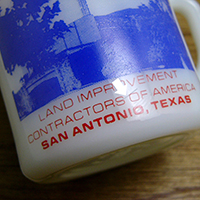 LAND IMPROVEMENT
CONTRACTORS OF AMERICA
SAN ANTONIO, TEXAS